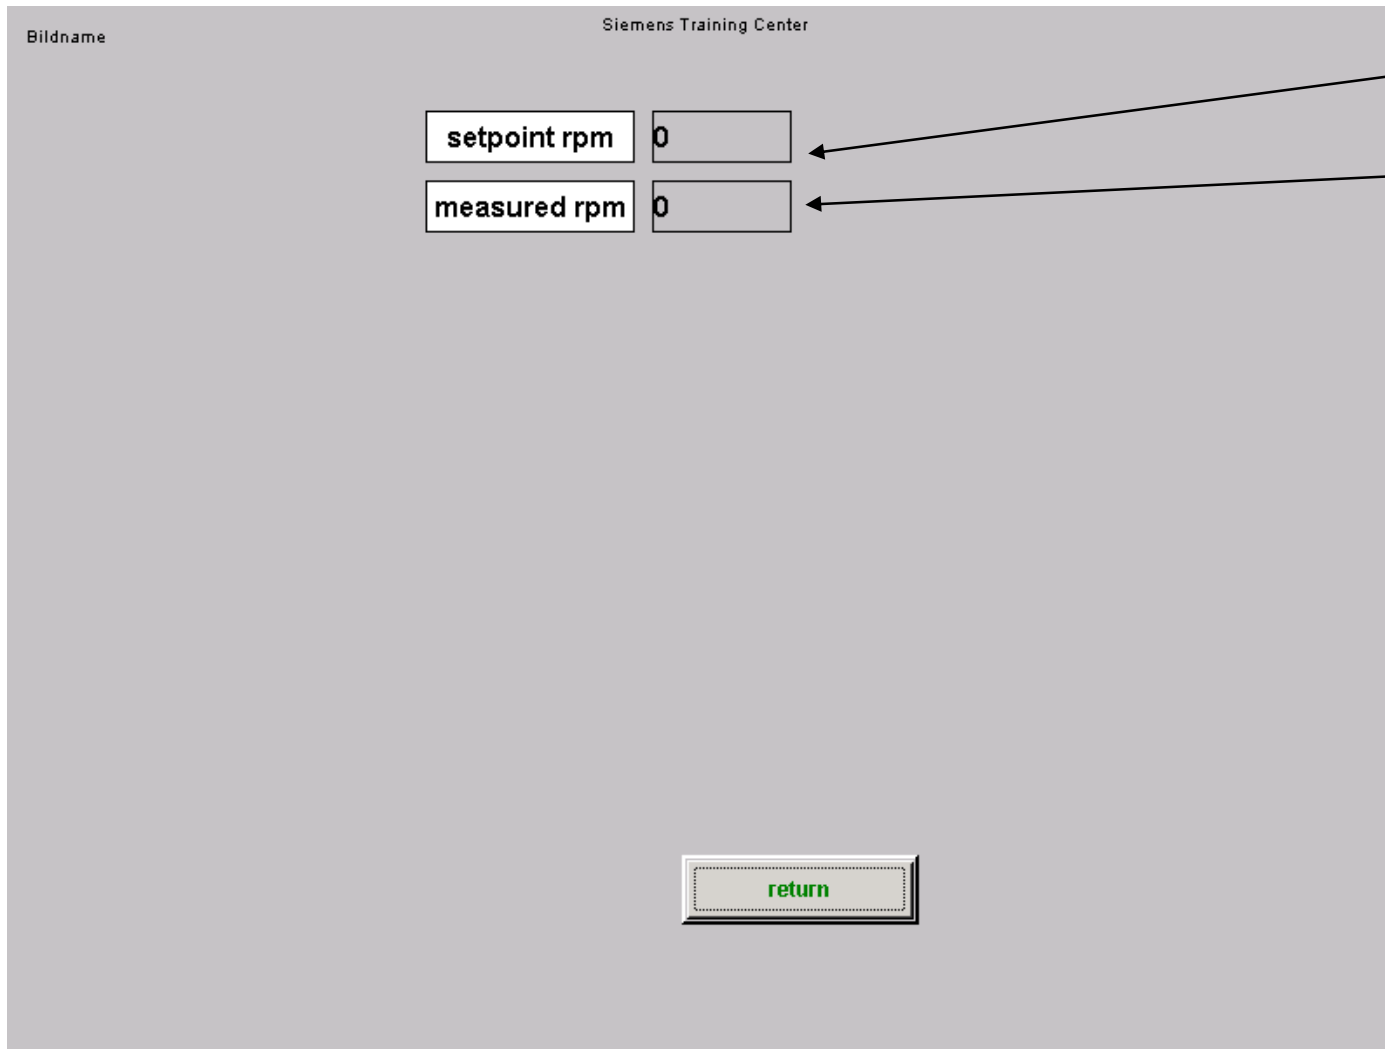 Siemens Training Center
Bildname
setpoint rpm 0
measured rpm 0
return